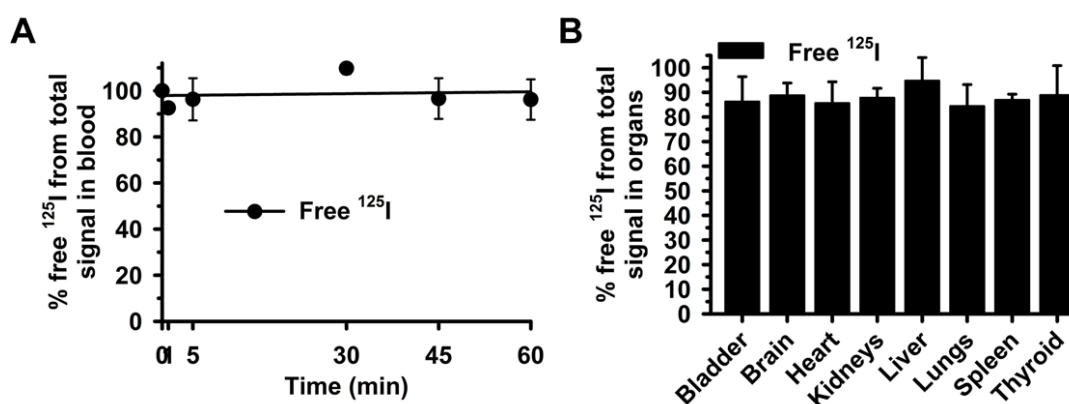 A
% free ¹²⁵I from total
signal in blood
100
80
60
40
20
0
Free ¹²⁵I
0 1 5 30 45 60
Time (min)
B
% free ¹²⁵I from total
signal in organs
Free ¹²⁵I
100
90
80
70
60
50
40
30
20
10
0
Bladder
Brain
Heart
Kidneys
Liver
Lungs
Spleen
Thyroid